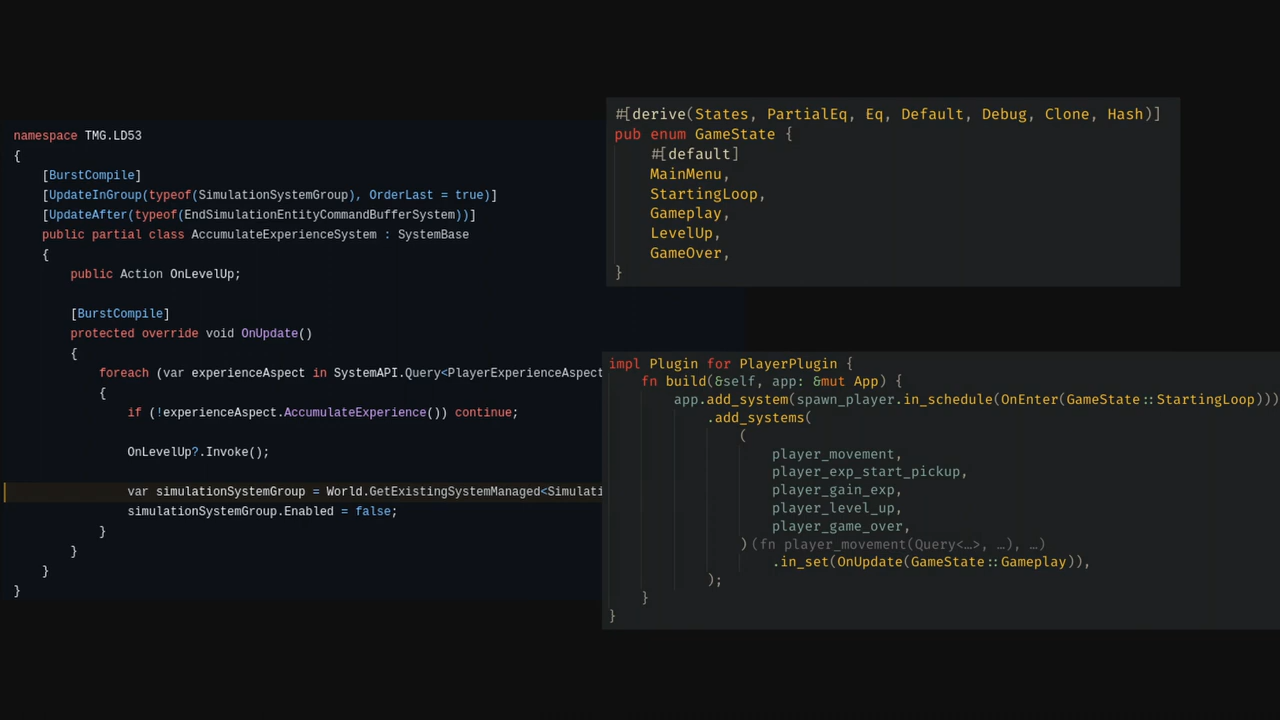 namespace TMG.LD53
{
[BurstCompile]
[UpdateInGroup(typeof(SimulationSystemGroup), OrderLast = true)]
[UpdateAfter(typeof(EndSimulationEntityCommandBufferSystem))]
public partial class AccumulateExperienceSystem : SystemBase
{
public Action OnLevelUp;
[BurstCompile]
protected override void OnUpdate()
{
foreach (var experienceAspect in SystemAPI.Query<PlayerExperienceAspect
{
if (!experienceAspect.AccumulateExperience()) continue;
OnLevelUp?.Invoke();
var simulationSystemGroup = World.GetExistingSystemManaged<Simulati
simulationSystemGroup.Enabled = false;
}
}
}
}
#[derive(States, PartialEq, Eq, Default, Debug, Clone, Hash)]
pub enum GameState {
#[default]
MainMenu,
StartingLoop,
Gameplay,
LevelUp,
GameOver,
}
impl Plugin for PlayerPlugin {
fn build(&self, app: &mut App) {
app.add_system(spawn_player.in_schedule(OnEnter(GameState::StartingLoop)))
.add_systems(
(
player_movement,
player_exp_start_pickup,
player_gain_exp,
player_level_up,
player_game_over,
)(fn player_movement(Query<…>, …), …)
.in_set(OnUpdate(GameState::Gameplay)),
);
}
}